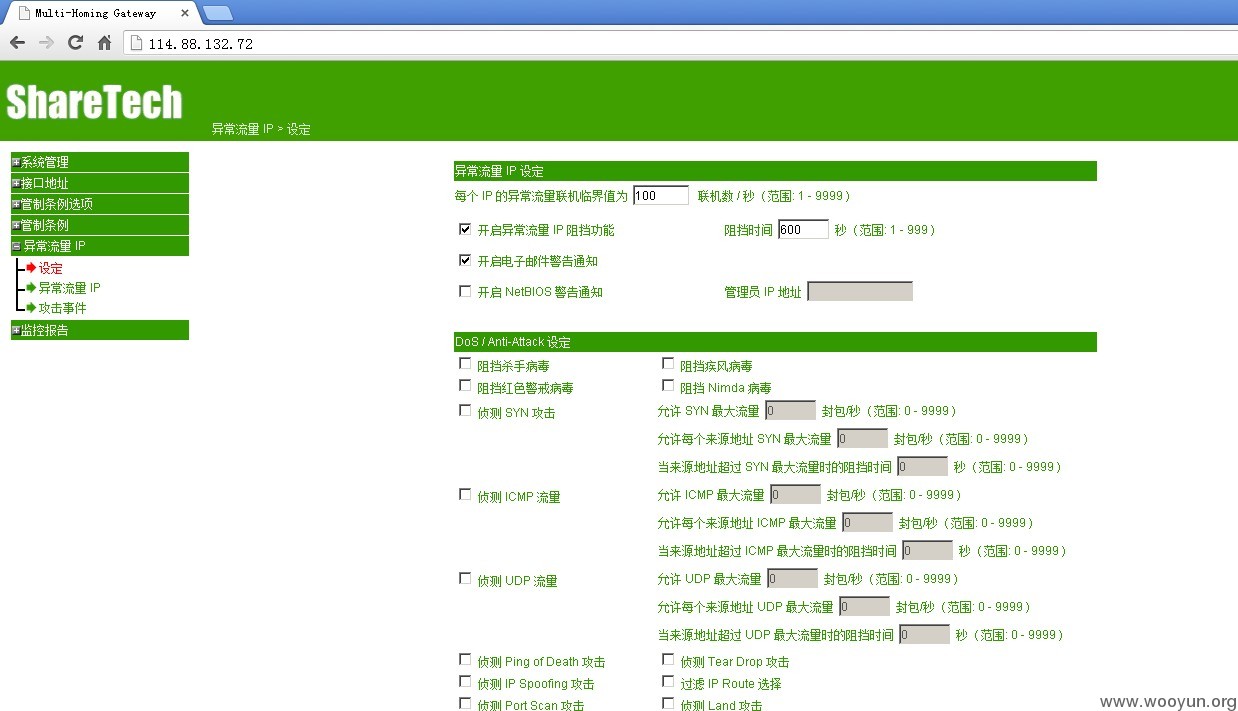 Multi-Homing Gateway
114.88.132.72
ShareTech
异常流量 IP > 设定
系统管理
接口地址
管制条例选项
管制条例
异常流量 IP
设定
异常流量 IP
攻击事件
监控报告
异常流量 IP 设定
每个 IP 的异常流量联机临界值为 100 联机数 / 秒 ( 范围: 1 - 9999 )
开启异常流量 IP 阻挡功能 阻挡时间 600 秒 ( 范围: 1 - 999 )
开启电子邮件警告通知
开启 NetBIOS 警告通知 管理员 IP 地址
DoS / Anti-Attack 设定
阻挡杀手病毒 阻挡疾风病毒
阻挡红色警戒病毒 阻挡 Nimda 病毒
侦测 SYN 攻击 允许 SYN 最大流量 0 封包/秒 ( 范围: 0 - 9999 )
允许每个来源地址 SYN 最大流量 0 封包/秒 ( 范围: 0 - 9999 )
当来源地址超过 SYN 最大流量时的阻挡时间 0 秒 ( 范围: 0 - 9999 )
侦测 ICMP 流量 允许 ICMP 最大流量 0 封包/秒 ( 范围: 0 - 9999 )
允许每个来源地址 ICMP 最大流量 0 封包/秒 ( 范围: 0 - 9999 )
当来源地址超过 ICMP 最大流量时的阻挡时间 0 秒 ( 范围: 0 - 9999 )
侦测 UDP 流量 允许 UDP 最大流量 0 封包/秒 ( 范围: 0 - 9999 )
允许每个来源地址 UDP 最大流量 0 封包/秒 ( 范围: 0 - 9999 )
当来源地址超过 UDP 最大流量时的阻挡时间 0 秒 ( 范围: 0 - 9999 )
侦测 Ping of Death 攻击 侦测 Tear Drop 攻击
侦测 IP Spoofing 攻击 过滤 IP Route 选择
侦测 Port Scan 攻击 侦测 Land 攻击
www.wooyun.org